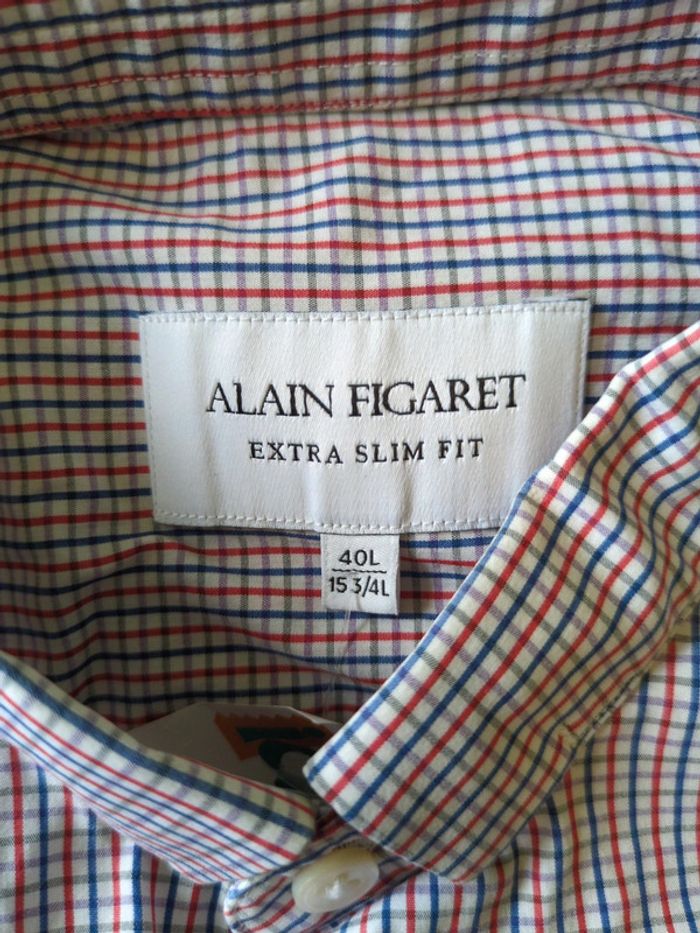 ALAIN FIGARET
EXTRA SLIM FIT
40L
15 3/4L